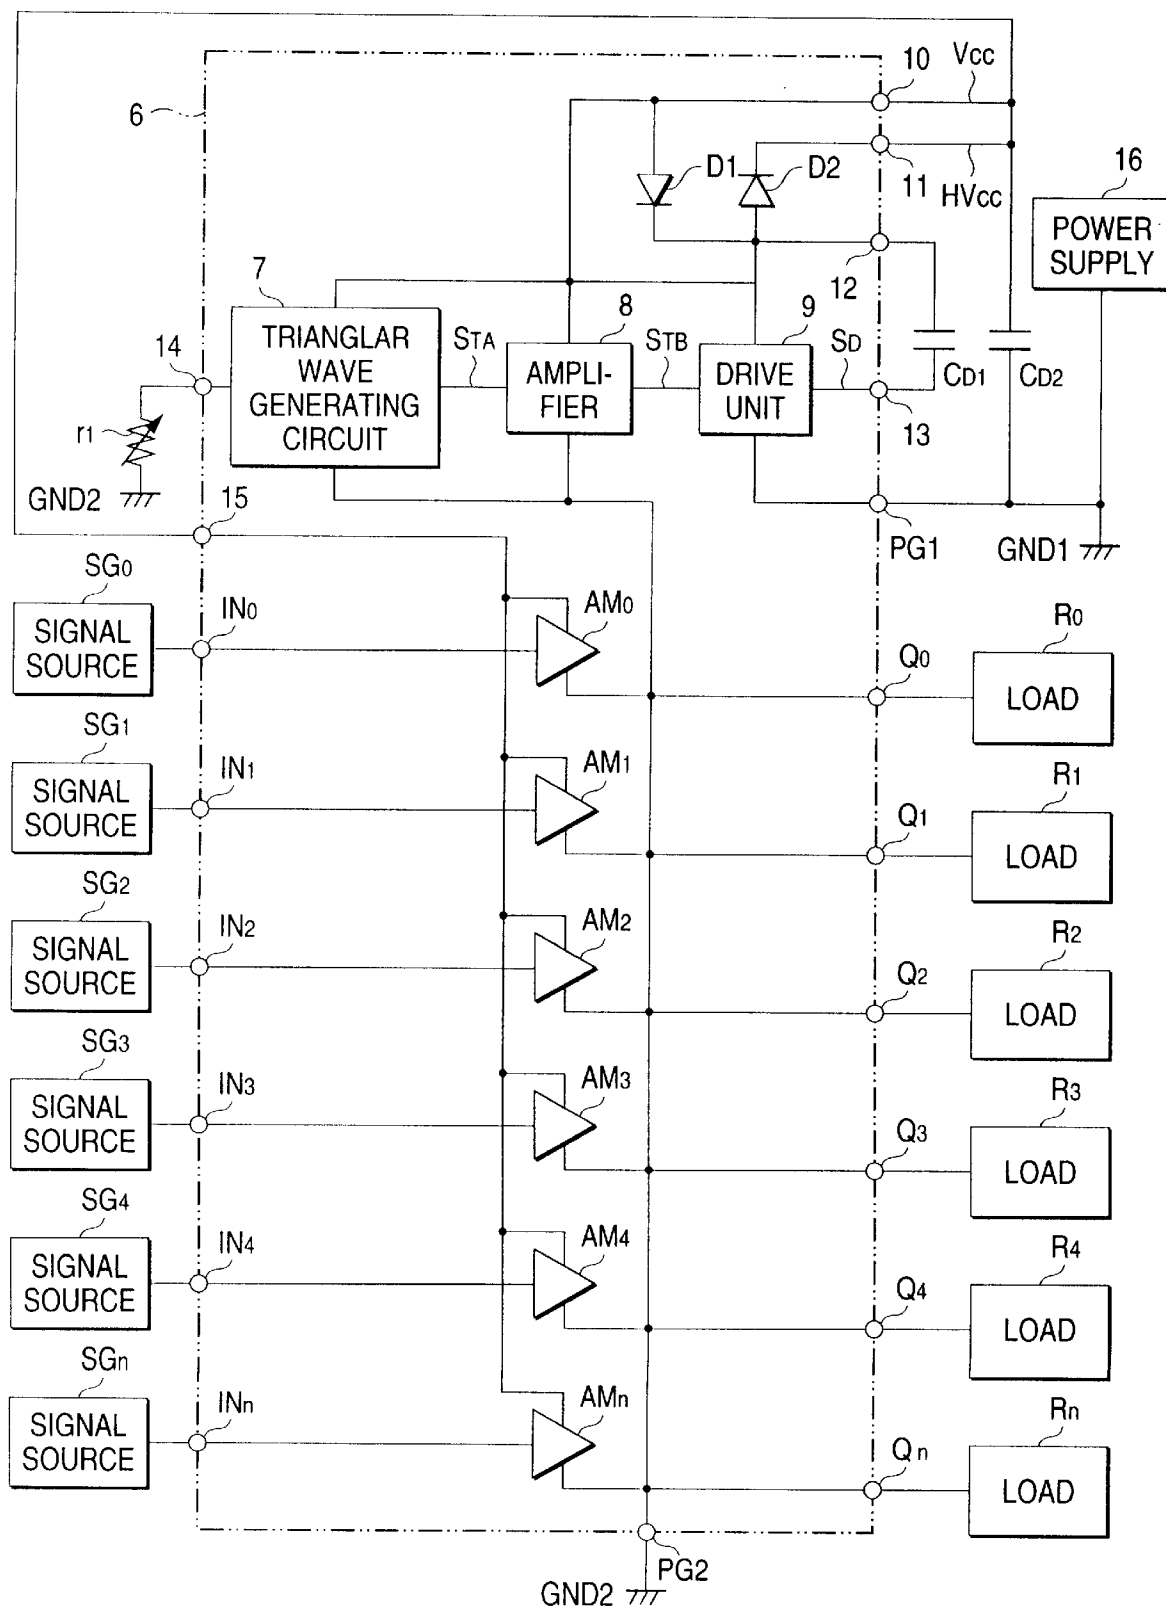 10
Vcc
6
D1
D2
11
HVcc
16
POWER
SUPPLY
12
7
8
9
14
TRIANGLAR
WAVE
GENERATING
CIRCUIT
STA
AMPLI-
FIER
STB
DRIVE
UNIT
SD
CD1
CD2
13
r1
GND2
15
PG1
GND1
SG0
SIGNAL
SOURCE
IN0
AM0
Q0
R0
LOAD
SG1
SIGNAL
SOURCE
IN1
AM1
Q1
R1
LOAD
SG2
SIGNAL
SOURCE
IN2
AM2
Q2
R2
LOAD
SG3
SIGNAL
SOURCE
IN3
AM3
Q3
R3
LOAD
SG4
SIGNAL
SOURCE
IN4
AM4
Q4
R4
LOAD
SGn
SIGNAL
SOURCE
INn
AMn
Qn
Rn
LOAD
PG2
GND2